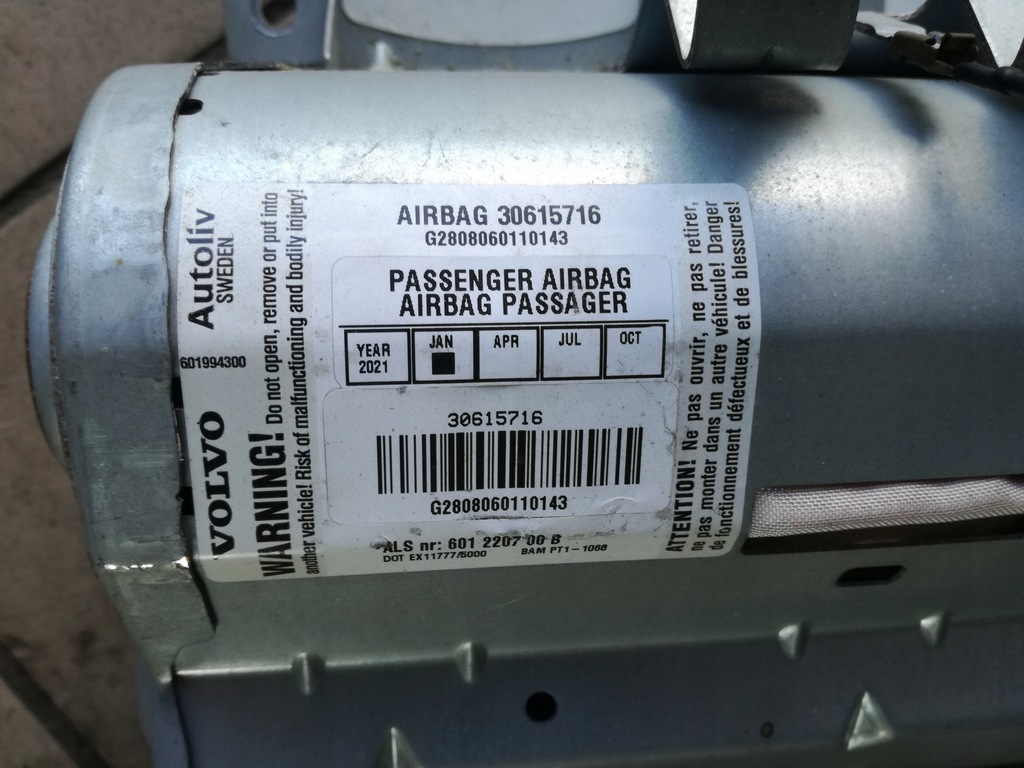 Autoliv
SWEDEN
601994300
VOLVO
WARNING! Do not open, remove or put into
another vehicle! Risk of malfunctioning and bodily injury!
AIRBAG 30615716
G2808060110143
PASSENGER AIRBAG
AIRBAG PASSAGER
YEAR
2021
JAN
APR
JUL
OCT
30615716
G2808060110143
ALS nr: 601 2207 00 B
DOT EX11777/5000 BAM PT1-1068
ATTENTION! Ne pas ouvrir, ne pas retirer,
ne pas monter dans un autre véhicule! Danger
de fonctionnement défectueux et de blessures!